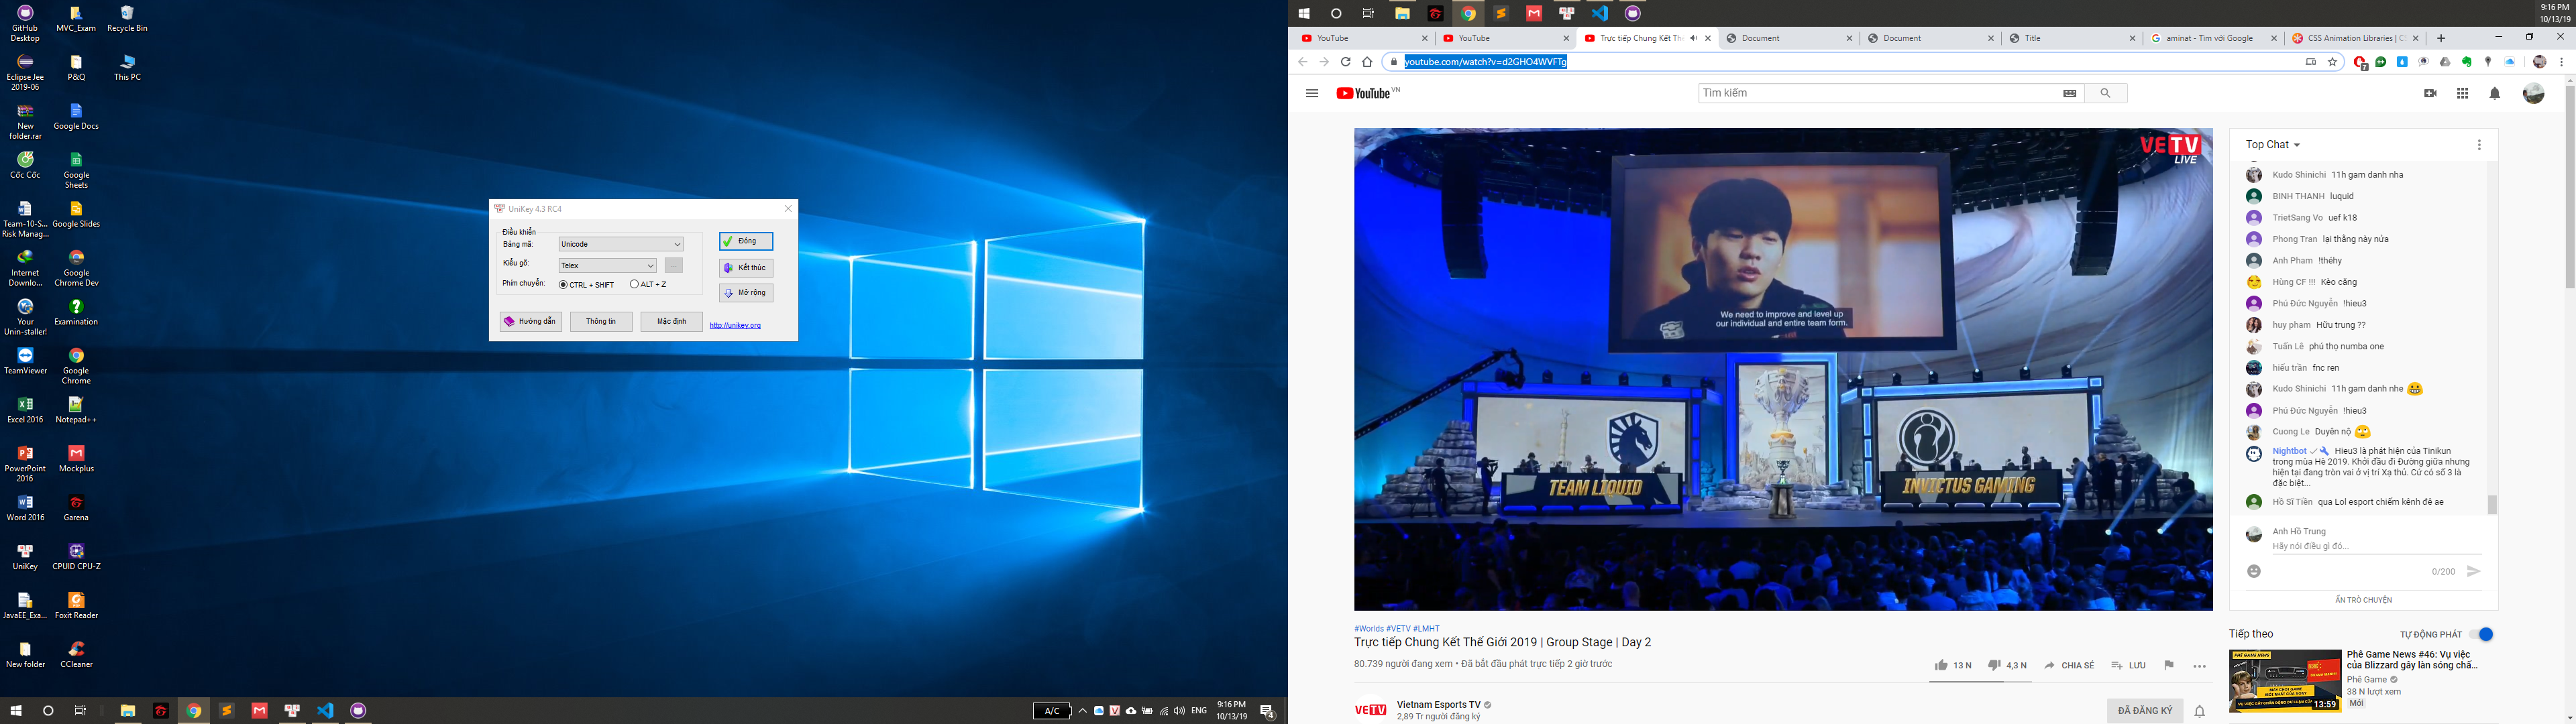 GitHub
Desktop
MVC_Exam
Recycle Bin
Eclipse Jee
2019-06
P&Q
This PC
New
folder.rar
Google Docs
Cốc Cốc
Google
Sheets
Team-10-S...
Risk Manag...
Google Slides
Internet
Downlo...
Google
Chrome Dev
Your
Unin-staller!
Examination
TeamViewer
Google
Chrome
Excel 2016
Notepad++
PowerPoint
2016
Mockplus
Word 2016
Garena
UniKey
CPUID CPU-Z
JavaEE_Exa...
Foxit Reader
New folder
CCleaner
UniKey 4.3 RC4
Điều khiển
Bảng mã:
Unicode
Kiểu gõ:
Telex
...
Phím chuyển:
CTRL + SHIFT
ALT + Z
Đóng
Kết thúc
Mở rộng
Hướng dẫn
Thông tin
Mặc định
http://unikey.org
A/C
ENG
9:16 PM
10/13/19
4
9:16 PM
10/13/19
YouTube
YouTube
Trực tiếp Chung Kết Th
Document
Document
Title
aminat - Tìm với Google
CSS Animation Libraries | C
youtube.com/watch?v=d2GHO4WVFTg
7
YouTube VN
Tìm kiếm
VETV
LIVE
We need to improve and level up
our individual and entire team form.
TEAM LIQUID
INVICTUS GAMING
Top Chat
Kudo Shinichi 11h gam danh nha
BINH THANH luquid
TrietSang Vo uef k18
Phong Tran lại thằng này nửa
Anh Pham !théhy
Hùng CF !!! Kèo căng
Phú Đức Nguyễn !hieu3
huy pham Hữu trung ??
Tuấn Lê phú thọ numba one
hiếu trần fnc ren
Kudo Shinichi 11h gam danh nhe
Phú Đức Nguyễn !hieu3
Cuong Le Duyên nộ
Nightbot Hieu3 là phát hiện của Tinikun
trong mùa Hè 2019. Khởi đầu đi Đường giữa nhưng
hiện tại đang tròn vai ở vị trí Xạ thủ. Cứ có số 3 là
đặc biệt...
Hồ Sĩ Tiền qua Lol esport chiếm kênh đê ae
Anh Hồ Trung
Hãy nói điều gì đó...
0/200
ẨN TRÒ CHUYỆN
#Worlds #VETV #LMHT
Trực tiếp Chung Kết Thế Giới 2019 | Group Stage | Day 2
80.739 người đang xem • Đã bắt đầu phát trực tiếp 2 giờ trước
13 N
4,3 N
CHIA SẺ
LƯU
VETV
Vietnam Esports TV
2,89 Tr người đăng ký
ĐÃ ĐĂNG KÝ
Tiếp theo
TỰ ĐỘNG PHÁT
PHÊ GAME NEWS
13:59
Phê Game News #46: Vụ việc
của Blizzard gây làn sóng chấ...
Phê Game
38 N lượt xem
Mới